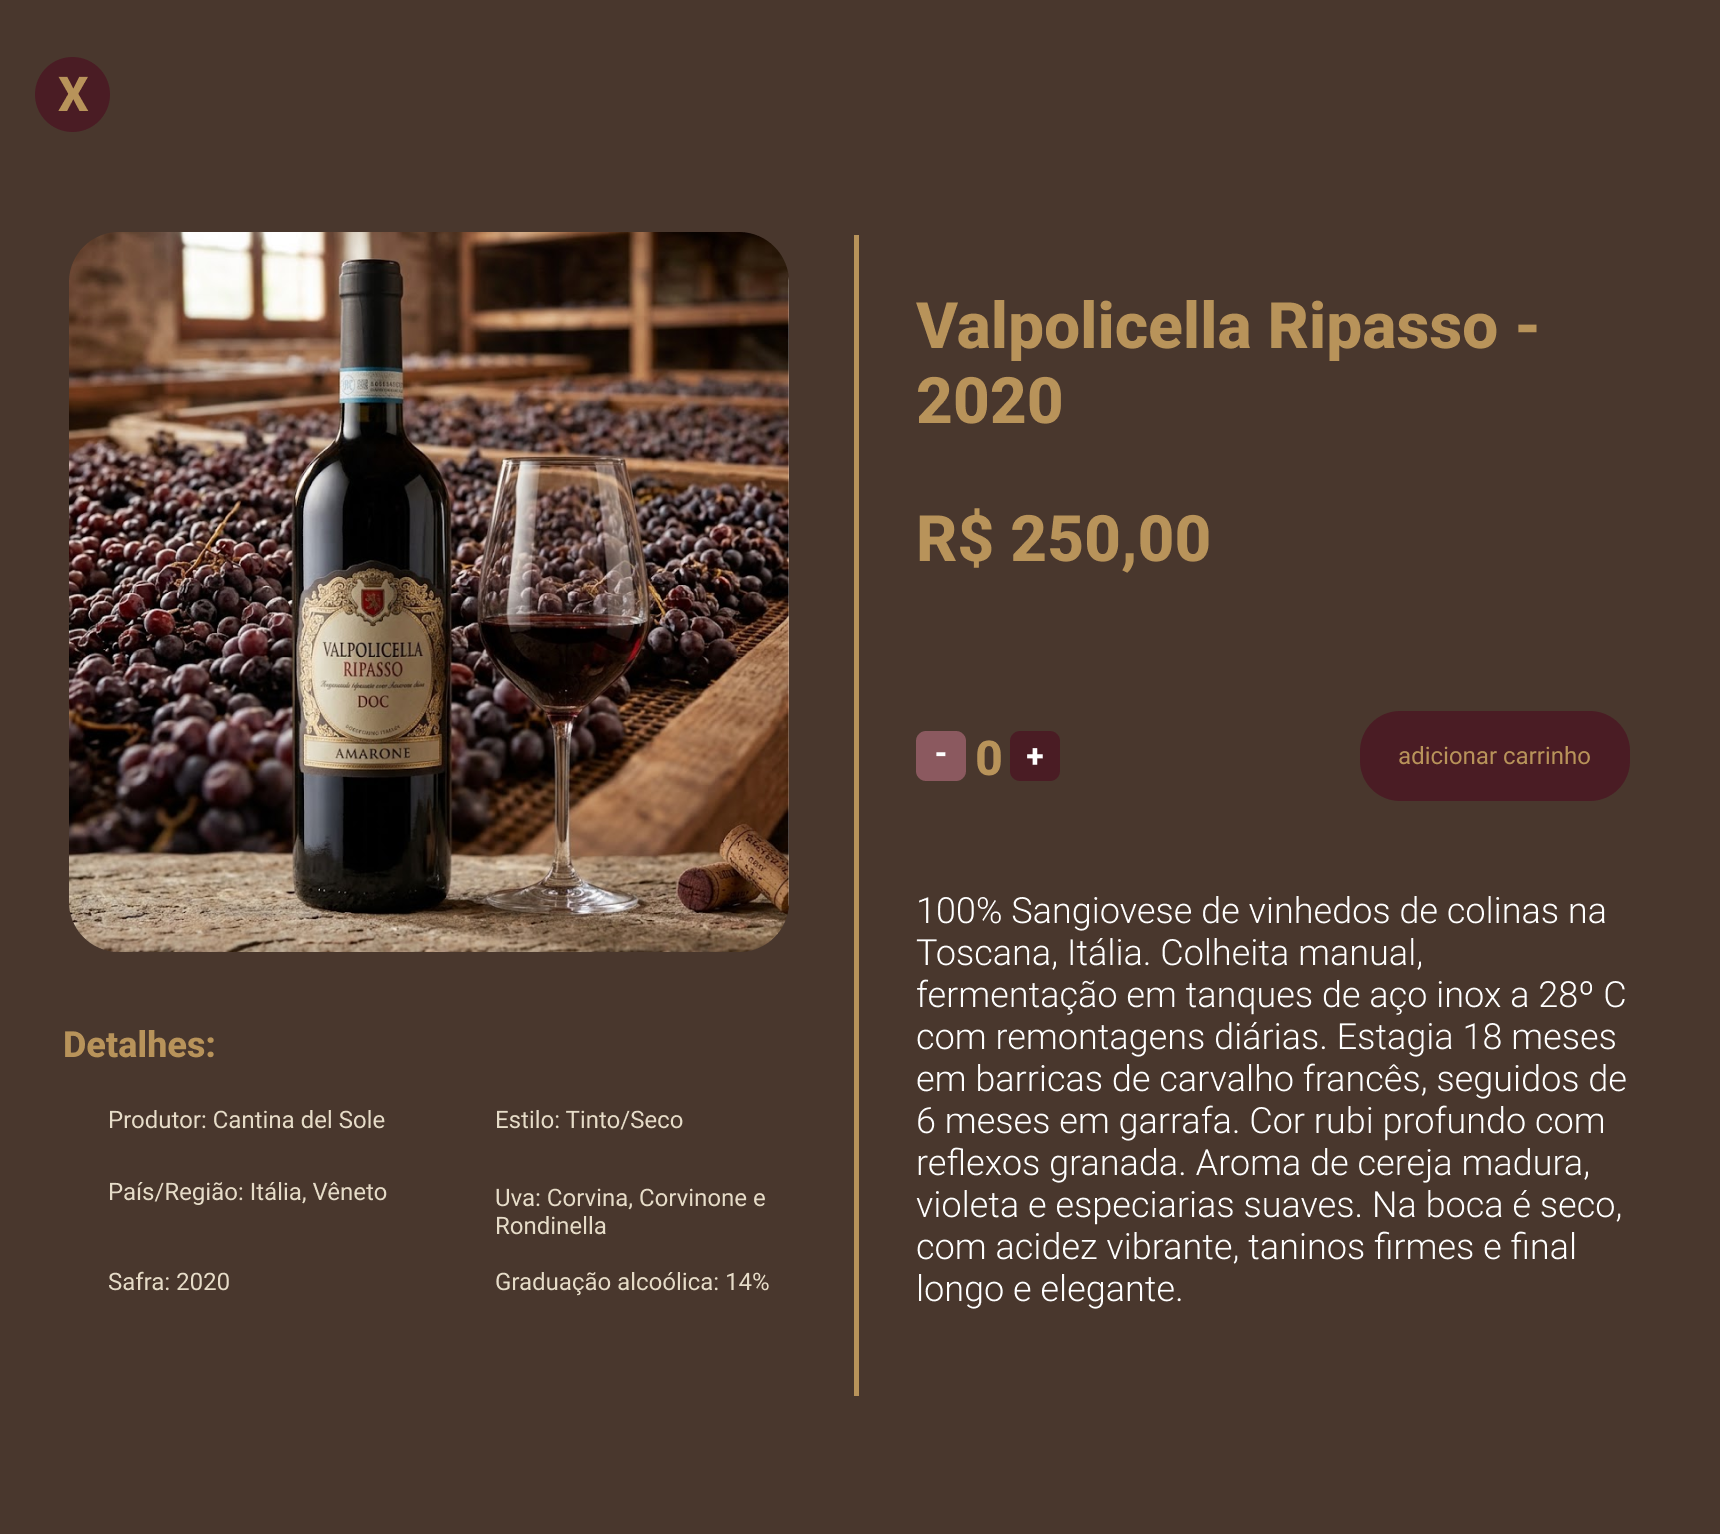 X
VALPOLICELLA
RIPASSO
DOC
AMARONE
Detalhes:
Produtor: Cantina del Sole
Estilo: Tinto/Seco
País/Região: Itália, Vêneto
Uva: Corvina, Corvinone e
Rondinella
Safra: 2020
Graduação alcoólica: 14%
Valpolicella Ripasso -
2020
R$ 250,00
- 0 +
adicionar carrinho
100% Sangiovese de vinhedos de colinas na
Toscana, Itália. Colheita manual,
fermentação em tanques de aço inox a 28º C
com remontagens diárias. Estagia 18 meses
em barricas de carvalho francês, seguidos de
6 meses em garrafa. Cor rubi profundo com
reflexos granada. Aroma de cereja madura,
violeta e especiarias suaves. Na boca é seco,
com acidez vibrante, taninos firmes e final
longo e elegante.